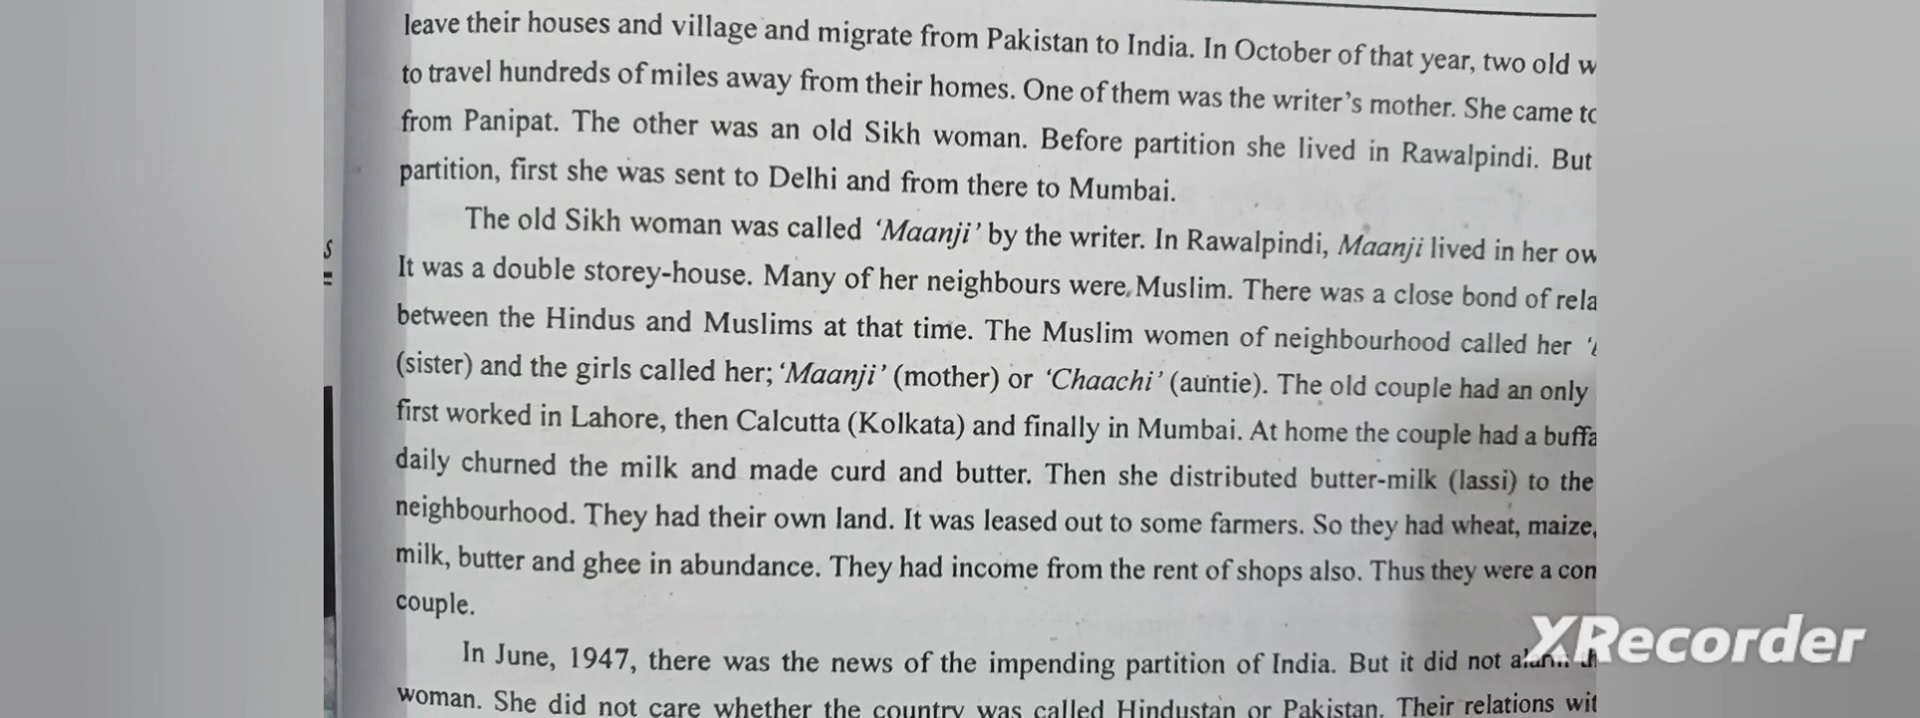 leave their houses and village and migrate from Pakistan to India. In October of that year, two old
to travel hundreds of miles away from their homes. One of them was the writer's mother. She came
from Panipat. The other was an old Sikh woman. Before partition she lived in Rawalpindi. But
partition, first she was sent to Delhi and from there to Mumbai.
The old Sikh woman was called 'Maanji' by the writer. In Rawalpindi, Maanji lived in her
It was a double storey-house. Many of her neighbours were Muslim. There was a close bond of
between the Hindus and Muslims at that time. The Muslim women of neighbourhood called her
(sister) and the girls called her; 'Maanji' (mother) or 'Chaachi' (auntie). The old couple had an only
first worked in Lahore, then Calcutta (Kolkata) and finally in Mumbai. At home the couple had a
daily churned the milk and made curd and butter. Then she distributed butter-milk (lassi) to the
neighbourhood. They had their own land. It was leased out to some farmers. So they had wheat, maize,
milk, butter and ghee in abundance. They had income from the rent of shops also. Thus they were a
couple.
In June, 1947, there was the news of the impending partition of India. But it did not
woman. She did not care whether the country was called Hindustan or Pakistan. Their relations
XRecorder